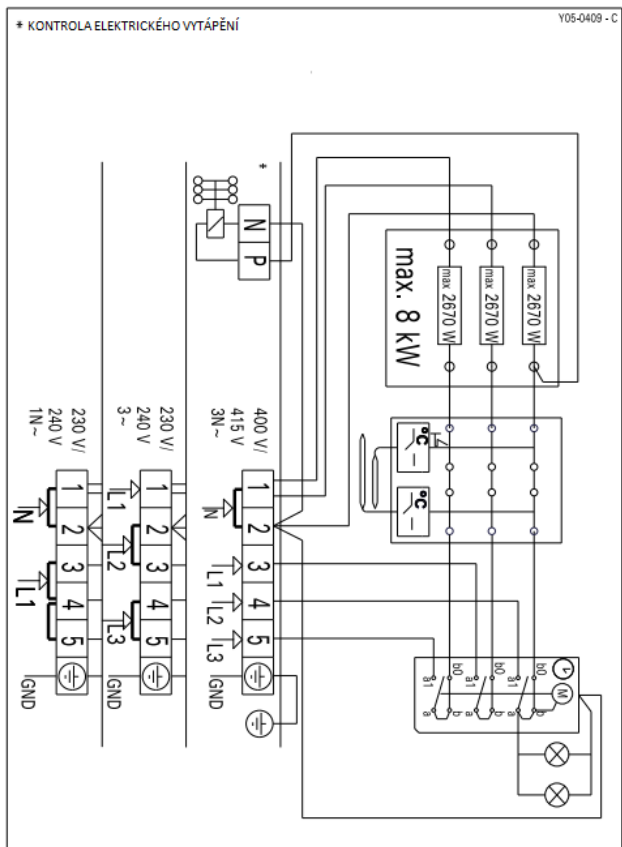 * KONTROLA ELEKTRICKÉHO VYTÁPĚNÍ
Y05-0409 - C
*
N
P
max. 8 kW
max 2670 W
max 2670 W
max 2670 W
°C
°C
400 V/
415 V
3N~
1
2
3
4
5
N
L1
L2
L3
GND
230 V/
240 V
3~
1
2
3
4
5
L1
L2
L3
GND
230 V/
240 V
1N~
1
2
3
4
5
N
L1
GND
M
b0
a1
b0
a1
b0
a1
a
b
a
b
a
b